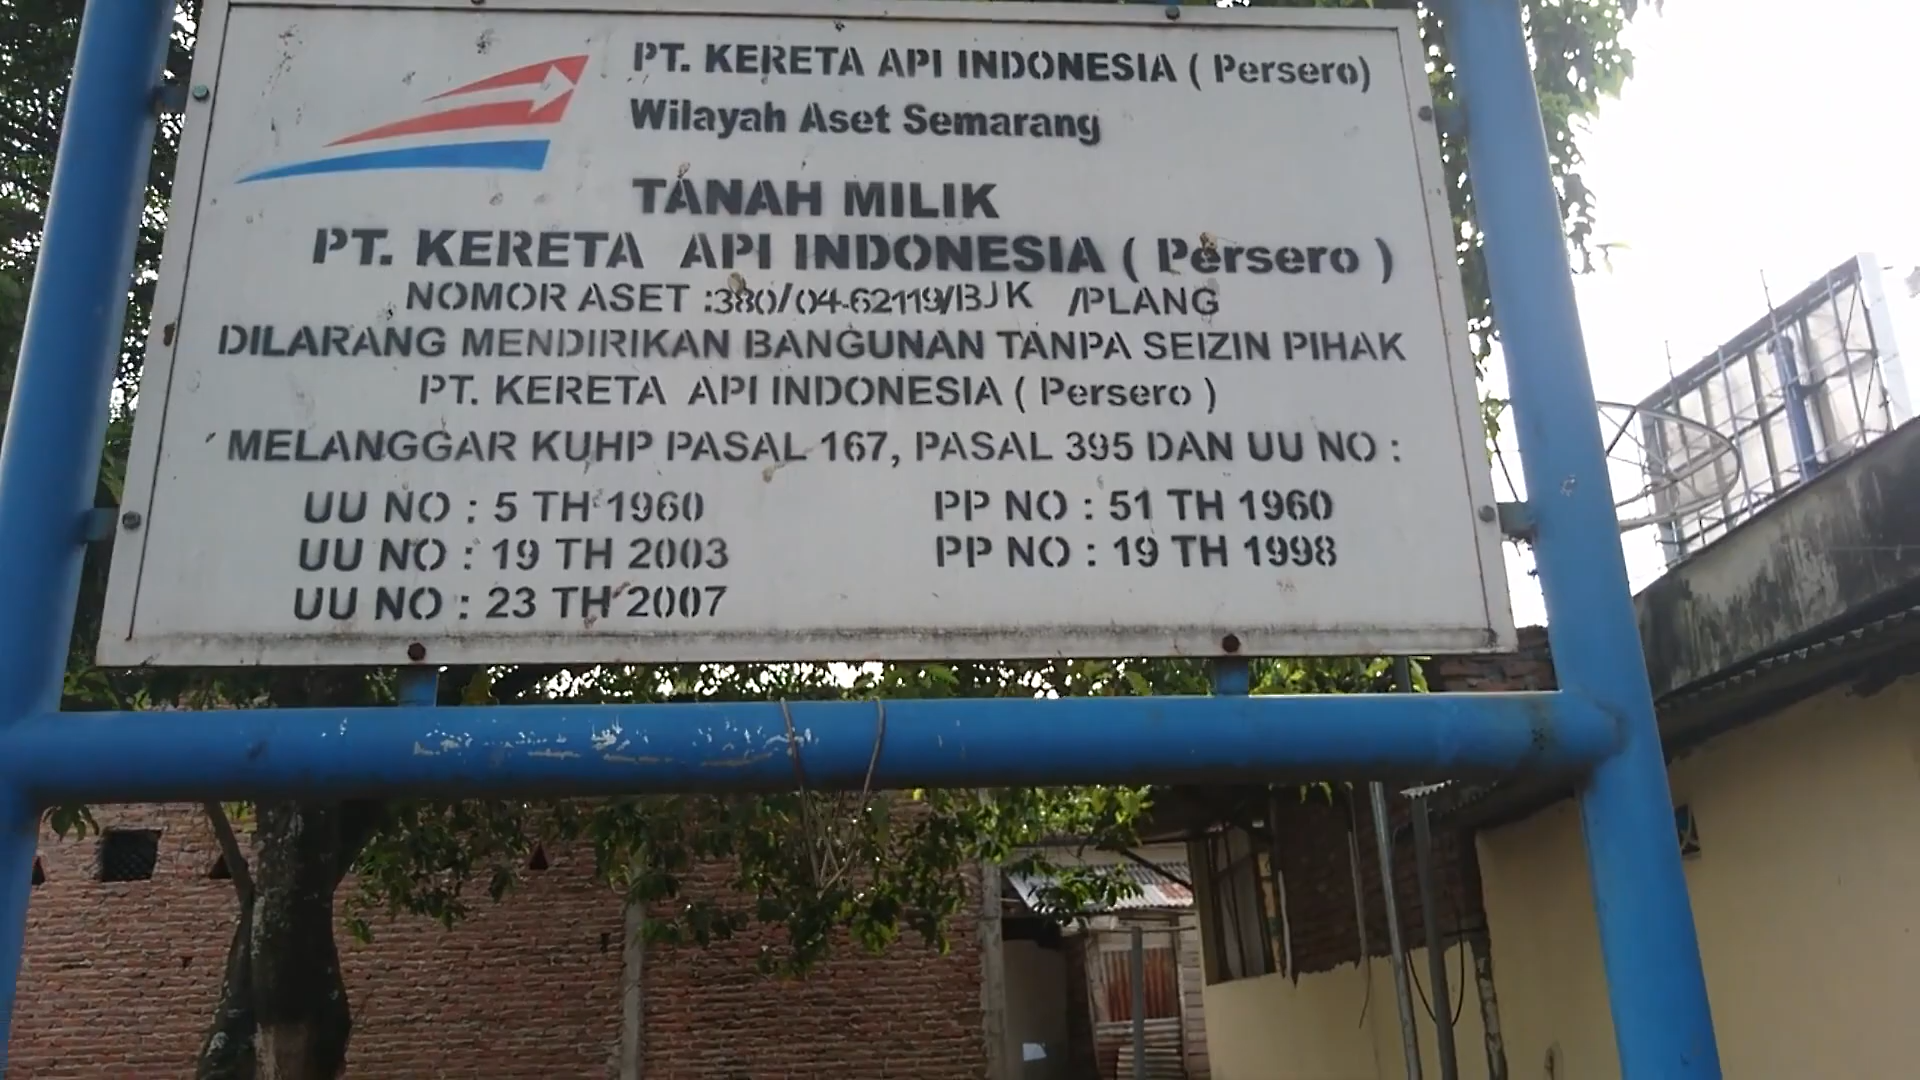 PT. KERETA API INDONESIA ( Persero)
Wilayah Aset Semarang
TANAH MILIK
PT. KERETA API INDONESIA ( Persero )
NOMOR ASET :380/04-62119/BJK /PLANG
DILARANG MENDIRIKAN BANGUNAN TANPA SEIZIN PIHAK
PT. KERETA API INDONESIA ( Persero )
MELANGGAR KUHP PASAL 167, PASAL 395 DAN UU NO :
UU NO : 5 TH 1960 PP NO : 51 TH 1960
UU NO : 19 TH 2003 PP NO : 19 TH 1998
UU NO : 23 TH 2007